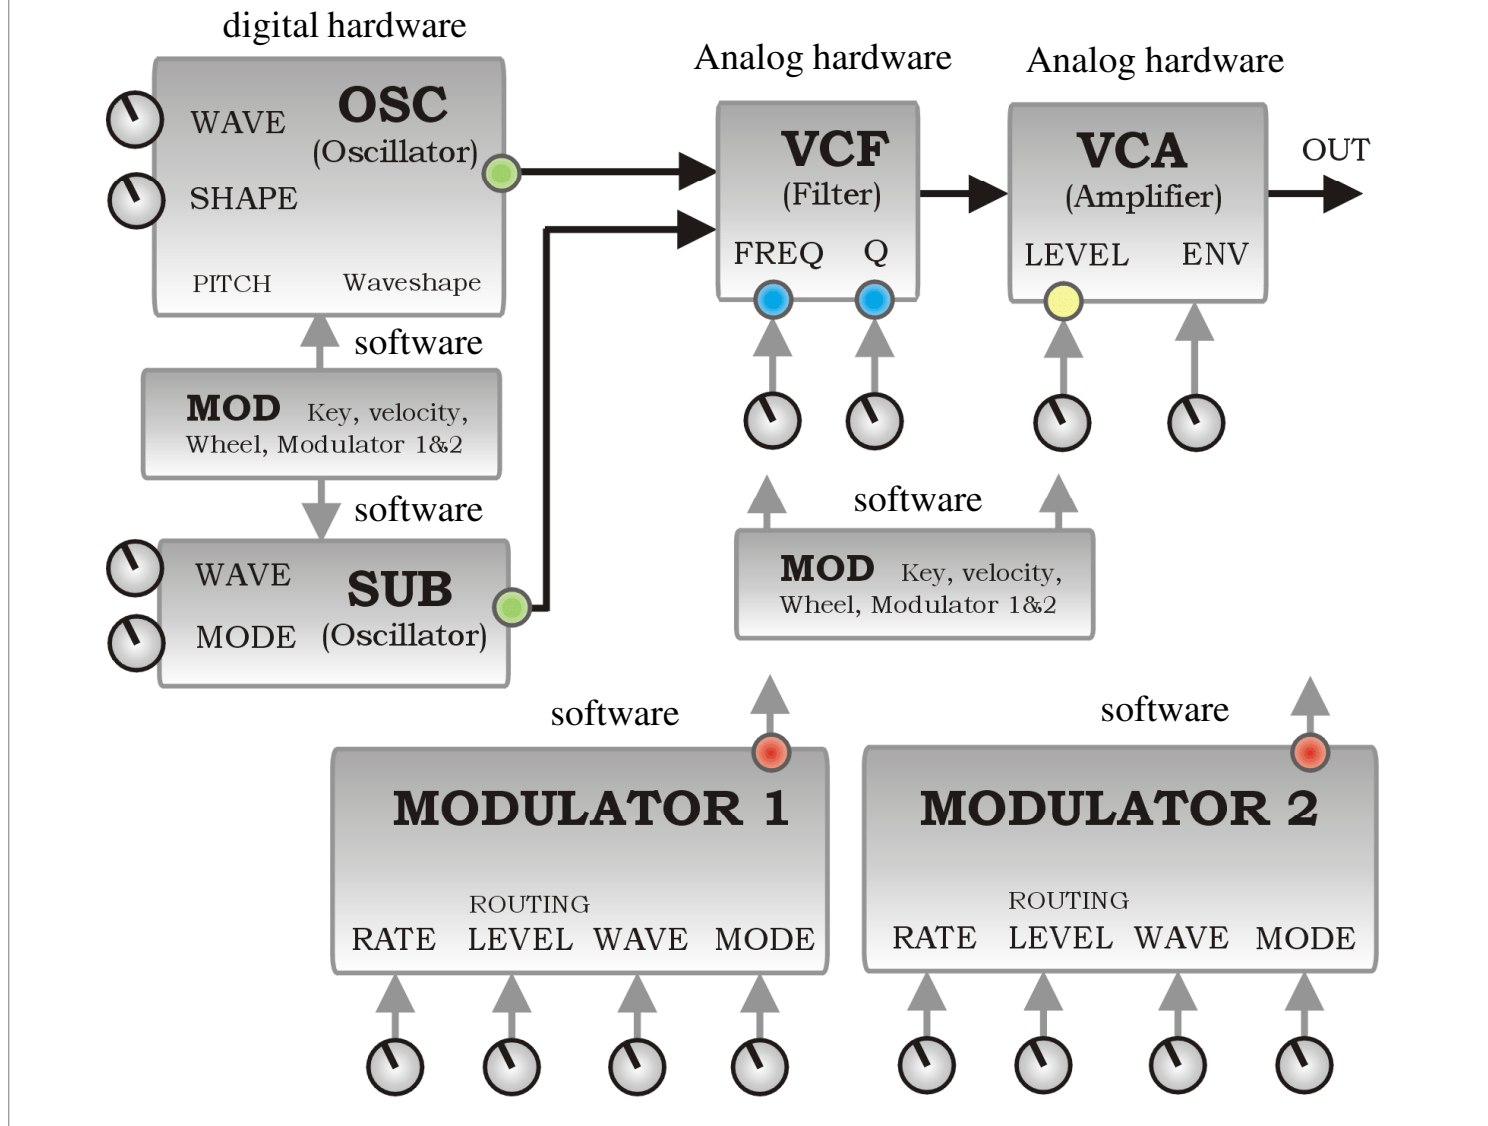 digital hardware
OSC
(Oscillator)
WAVE
SHAPE
PITCH
Waveshape
software
MOD Key, velocity,
Wheel, Modulator 1&2
software
WAVE
SUB
MODE
(Oscillator)
Analog hardware
VCF
(Filter)
FREQ Q
Analog hardware
VCA
(Amplifier)
LEVEL ENV
OUT
software
MOD Key, velocity,
Wheel, Modulator 1&2
software
MODULATOR 1
ROUTING
RATE LEVEL WAVE MODE
software
MODULATOR 2
ROUTING
RATE LEVEL WAVE MODE